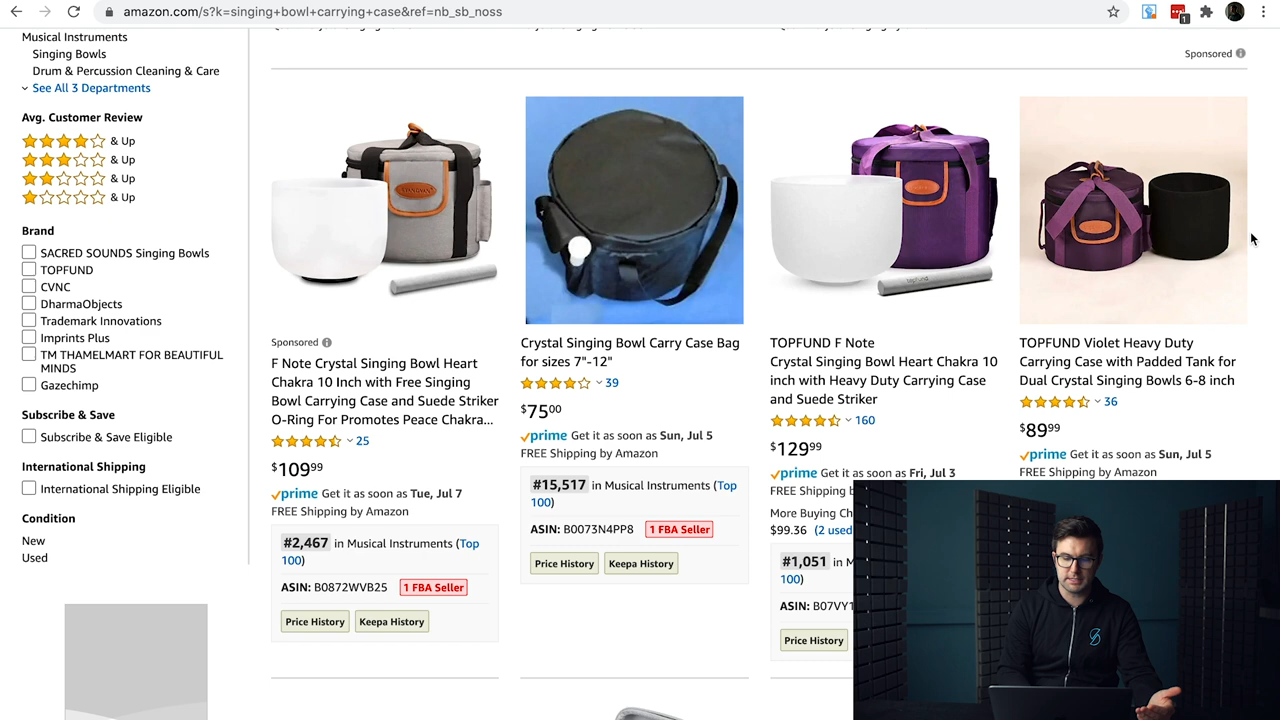 amazon.com/s?k=singing+bowl+carrying+case&ref=nb_sb_noss
1
Musical Instruments
Singing Bowls
Drum & Percussion Cleaning & Care
See All 3 Departments
Avg. Customer Review
& Up
& Up
& Up
& Up
Brand
SACRED SOUNDS Singing Bowls
TOPFUND
CVNC
DharmaObjects
Trademark Innovations
Imprints Plus
TM THAMELMART FOR BEAUTIFUL
MINDS
Gazechimp
Subscribe & Save
Subscribe & Save Eligible
International Shipping
International Shipping Eligible
Condition
New
Used
Sponsored
Sponsored
F Note Crystal Singing Bowl Heart
Chakra 10 Inch with Free Singing
Bowl Carrying Case and Suede Striker
O-Ring For Promotes Peace Chakra...
25
$109.99
prime Get it as soon as Tue, Jul 7
FREE Shipping by Amazon
#2,467 in Musical Instruments (Top
100)
ASIN: B0872WVB25 1 FBA Seller
Price History Keepa History
Crystal Singing Bowl Carry Case Bag
for sizes 7"-12"
39
$75.00
prime Get it as soon as Sun, Jul 5
FREE Shipping by Amazon
#15,517 in Musical Instruments (Top
100)
ASIN: B0073N4PP8 1 FBA Seller
Price History Keepa History
topfund
TOPFUND F Note
Crystal Singing Bowl Heart Chakra 10
inch with Heavy Duty Carrying Case
and Suede Striker
160
$129.99
prime Get it as soon as Fri, Jul 3
FREE Shipping b
More Buying Ch
$99.36 (2 used
#1,051 in M
100)
ASIN: B07VY1
Price History
TOPFUND Violet Heavy Duty
Carrying Case with Padded Tank for
Dual Crystal Singing Bowls 6-8 inch
36
$89.99
prime Get it as soon as Sun, Jul 5
FREE Shipping by Amazon